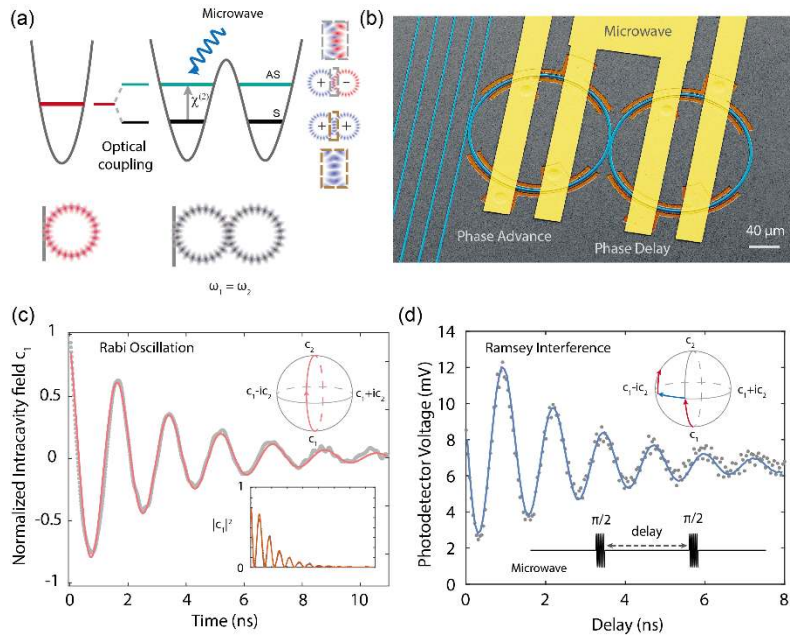 (a)
Microwave
AS
χ(2)
S
Optical
coupling
+
−
+
+
ω1 = ω2
(b)
Microwave
Phase Advance
Phase Delay
40 μm
(c)
Rabi Oscillation
Normalized Intracavity field c1
1
0.5
0
-0.5
-1
0
2
4
6
8
10
Time (ns)
c2
c1-ic2
c1+ic2
c1
1
|c1|²
0
(d)
Ramsey Interference
Photodetector Voltage (mV)
14
12
10
8
6
4
2
0
0
2
4
6
8
Delay (ns)
c2
c1-ic2
c1+ic2
c1
π/2
delay
π/2
Microwave